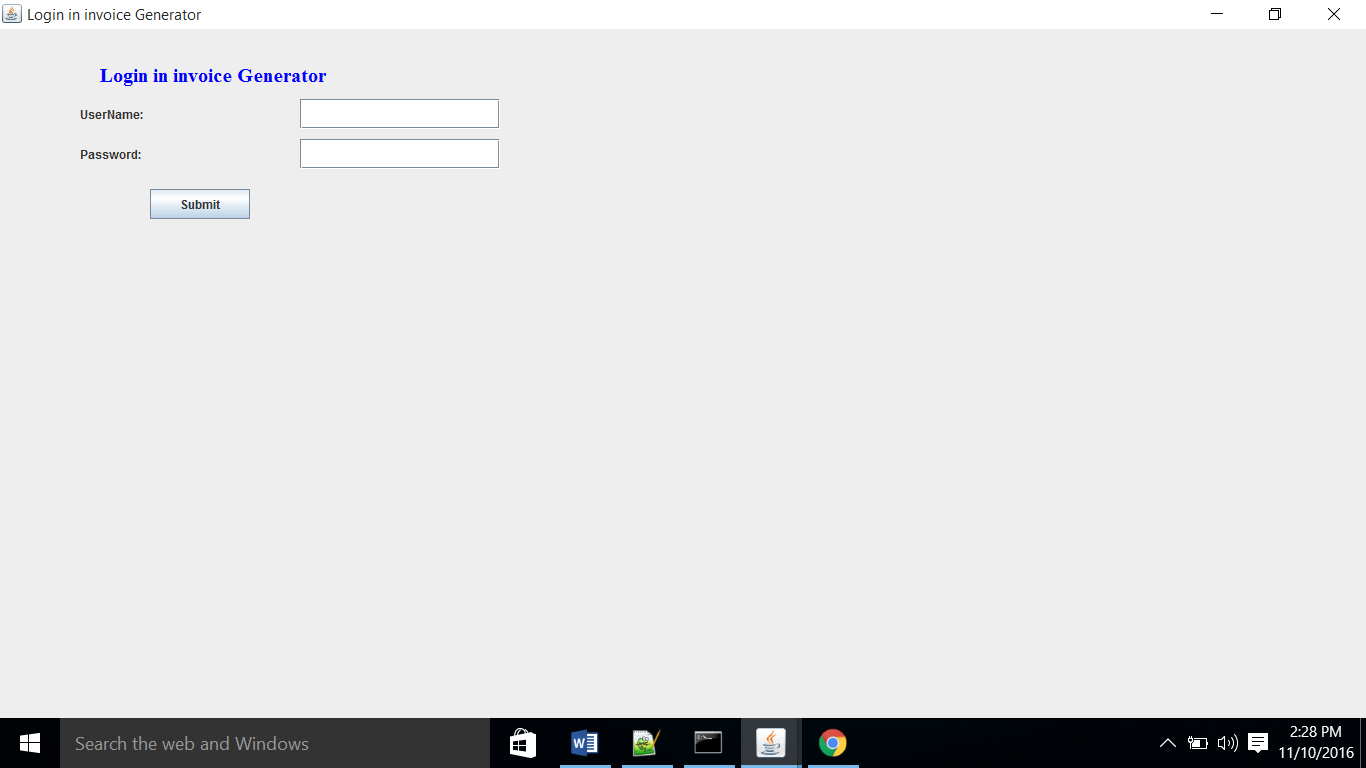 Login in invoice Generator
Login in invoice Generator
UserName:
Password:
Submit
Search the web and Windows
2:28 PM
11/10/2016